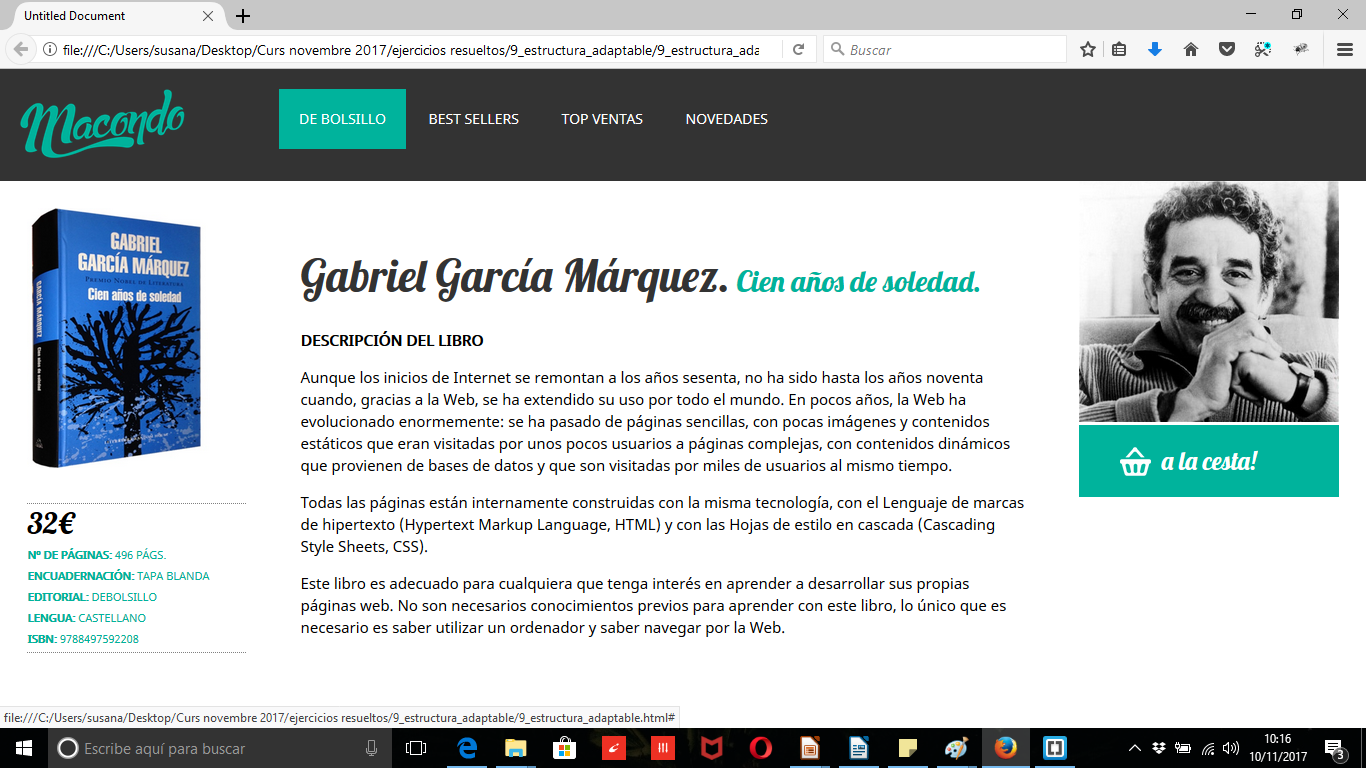 Untitled Document
file:///C:/Users/susana/Desktop/Curs novembre 2017/ejercicios resueltos/9_estructura_adaptable/9_estructura_ada
Buscar
Macondo
DE BOLSILLO
BEST SELLERS
TOP VENTAS
NOVEDADES
GABRIEL
GARCÍA MÁRQUEZ
PREMIO NOBEL DE LITERATURA
Cien años de soledad
GARCÍA MÁRQUEZ
Cien años de soledad
Gabriel García Márquez. Cien años de soledad.
DESCRIPCIÓN DEL LIBRO
Aunque los inicios de Internet se remontan a los años sesenta, no ha sido hasta los años noventa
cuando, gracias a la Web, se ha extendido su uso por todo el mundo. En pocos años, la Web ha
evolucionado enormemente: se ha pasado de páginas sencillas, con pocas imágenes y contenidos
estáticos que eran visitadas por unos pocos usuarios a páginas complejas, con contenidos dinámicos
que provienen de bases de datos y que son visitadas por miles de usuarios al mismo tiempo.
Todas las páginas están internamente construidas con la misma tecnología, con el Lenguaje de marcas
de hipertexto (Hypertext Markup Language, HTML) y con las Hojas de estilo en cascada (Cascading
Style Sheets, CSS).
Este libro es adecuado para cualquiera que tenga interés en aprender a desarrollar sus propias
páginas web. No son necesarios conocimientos previos para aprender con este libro, lo único que es
necesario es saber utilizar un ordenador y saber navegar por la Web.
a la cesta!
32€
Nº DE PÁGINAS: 496 PÁGS.
ENCUADERNACIÓN: TAPA BLANDA
EDITORIAL: DEBOLSILLO
LENGUA: CASTELLANO
ISBN: 9788497592208
file:///C:/Users/susana/Desktop/Curs novembre 2017/ejercicios resueltos/9_estructura_adaptable/9_estructura_adaptable.html#
Escribe aquí para buscar
10:16
10/11/2017
3